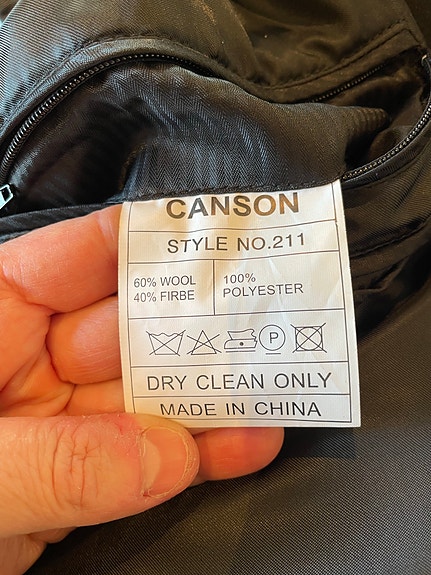 CANSON
STYLE NO.211
60% WOOL
40% FIRBE
100%
POLYESTER
P
DRY CLEAN ONLY
MADE IN CHINA